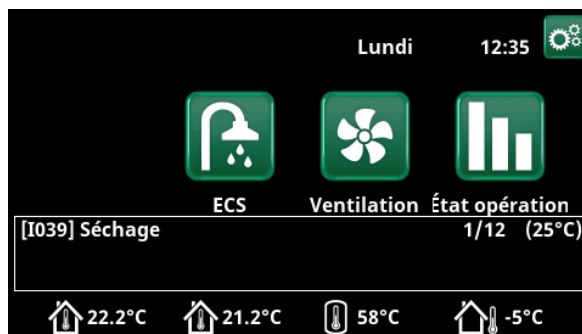 Lundi 12:35
ECS Ventilation État opération
[I039] Séchage 1/12 (25°C)
22.2°C 21.2°C 58°C -5°C